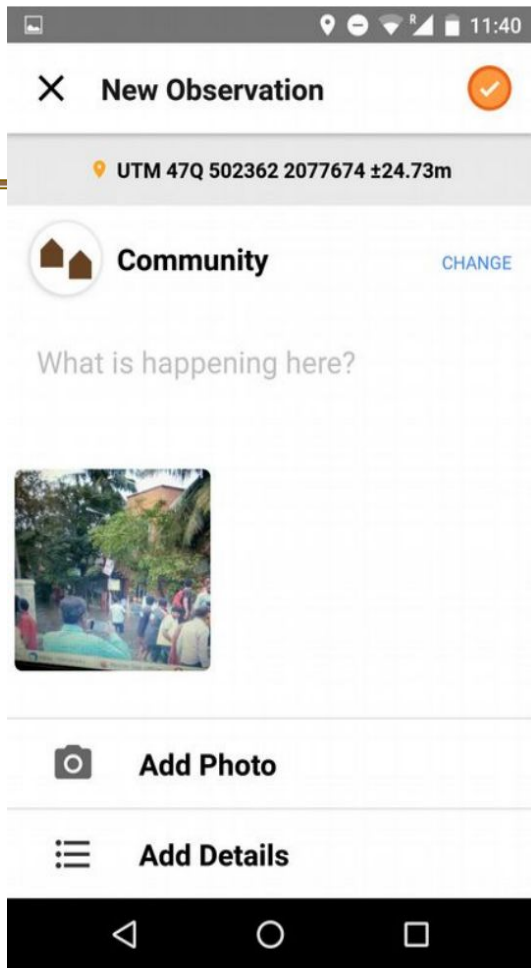 R 11:40
New Observation
UTM 47Q 502362 2077674 ±24.73m
Community CHANGE
What is happening here?
Add Photo
Add Details